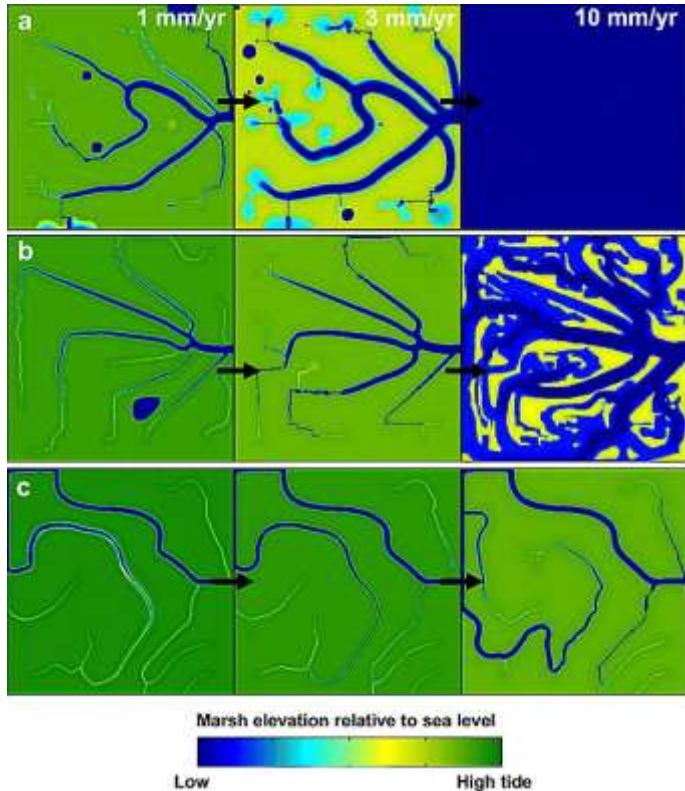 a 1 mm/yr 3 mm/yr 10 mm/yr
b
c
Marsh elevation relative to sea level
Low High tide